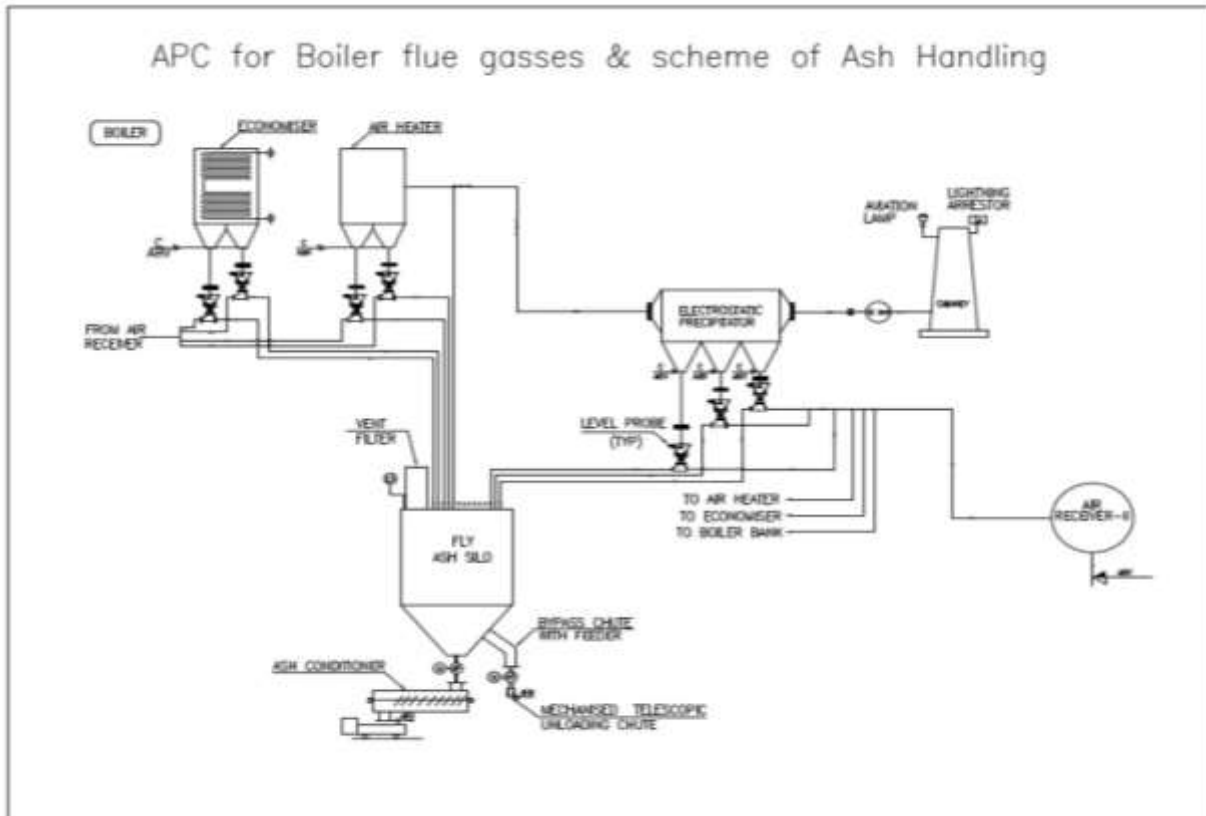 APC for Boiler flue gasses & scheme of Ash Handling
BOILER
ECONOMISER
AIR HEATER
AVIATION
LAMP
LIGHTNING
ARRESTOR
CHIMNEY
ELECTROSTATIC
PRECIPITATOR
FROM AIR
RECEIVER
LEVEL PROBE
(TYP)
VENT
FILTER
TO AIR HEATER
TO ECONOMISER
TO BOILER BANK
AIR
RECEIVER-II
FLY
ASH SILO
BYPASS CHUTE
WITH FEEDER
ASH CONDITIONER
MECHANISED TELESCOPIC
UNLOADING CHUTE